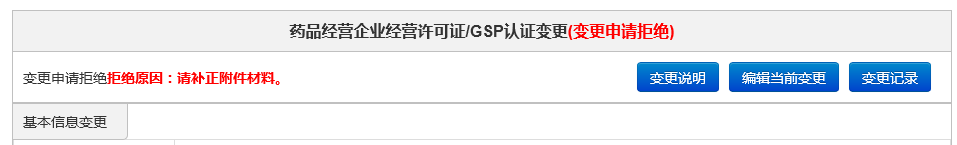 药品经营企业经营许可证/GSP认证变更(变更申请拒绝)
变更申请拒绝拒绝原因：请补正附件材料。 变更说明 编辑当前变更 变更记录
基本信息变更